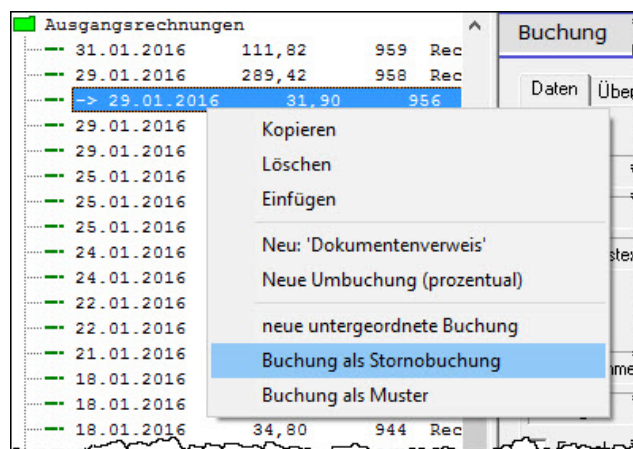 Ausgangsrechnungen
31.01.2016 111,82 959 Rec
29.01.2016 289,42 958 Rec
-> 29.01.2016 31,90 956
29.01.2016
29.01.2016
25.01.2016
25.01.2016
25.01.2016
24.01.2016
24.01.2016
22.01.2016
22.01.2016
21.01.2016
18.01.2016
18.01.2016
18.01.2016 34,80 944 Rec
Kopieren
Löschen
Einfügen
Neu: 'Dokumentenverweis'
Neue Umbuchung (prozentual)
neue untergeordnete Buchung
Buchung als Stornobuchung
Buchung als Muster
Buchung
Daten Über
stex